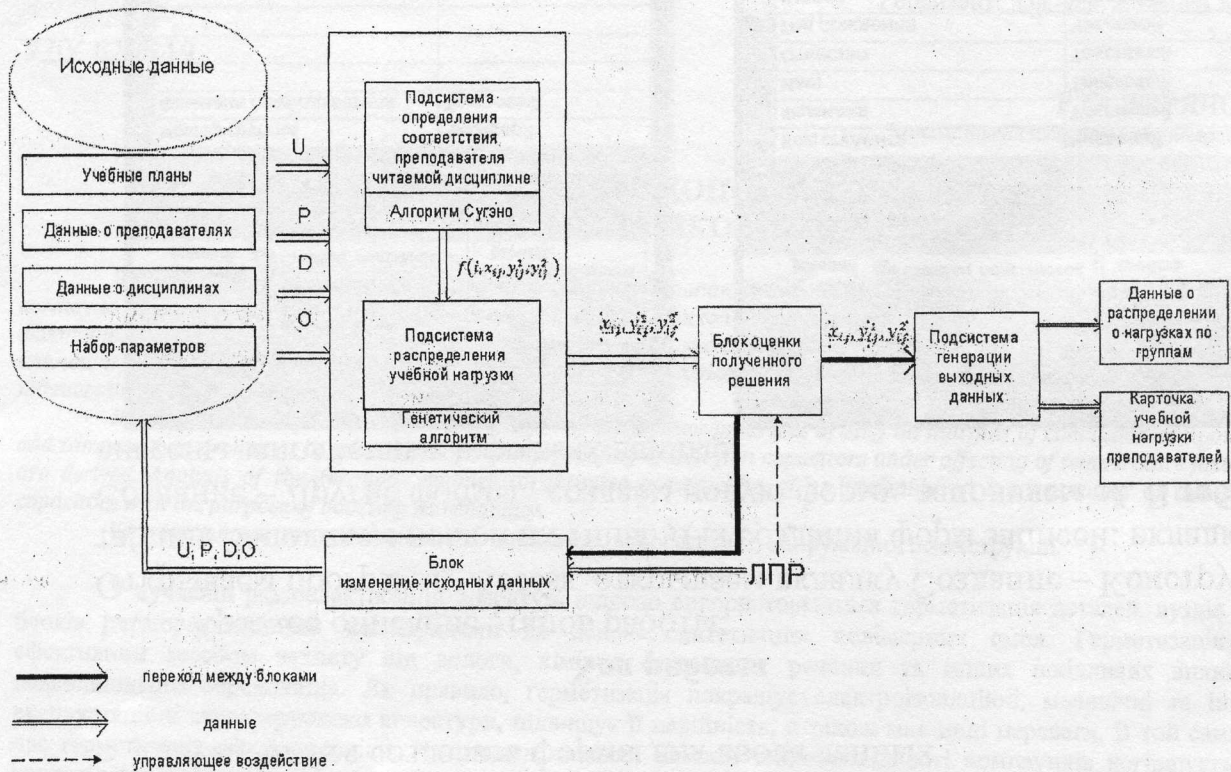 Исходные данные
Учебные планы
Данные о преподавателях
Данные о дисциплинах
Набор параметров
U
P
D
O
Подсистема
определения
соответствия
преподавателя
читаемой дисциплине
Алгоритм Сугэно
Подсистема
распределения
учебной нагрузки
Генетический
алгоритм
Блок оценки
полученного
решения
Подсистема
генерации
выходных
данных
Данные о
распределении
о нагрузках по
группам
Карточка
учебной
нагрузки
преподавателей
U, P, D,O
Блок
изменение исходных данных
ЛПР
переход между блоками
данные
управляющее воздействие